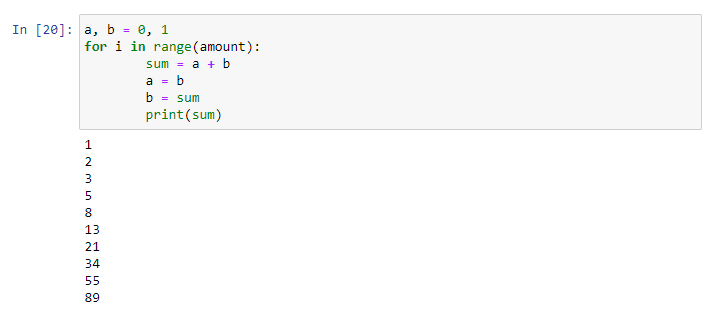 In [20]: a, b = 0, 1
for i in range(amount):
        sum = a + b
        a = b
        b = sum
        print(sum)
1
2
3
5
8
13
21
34
55
89